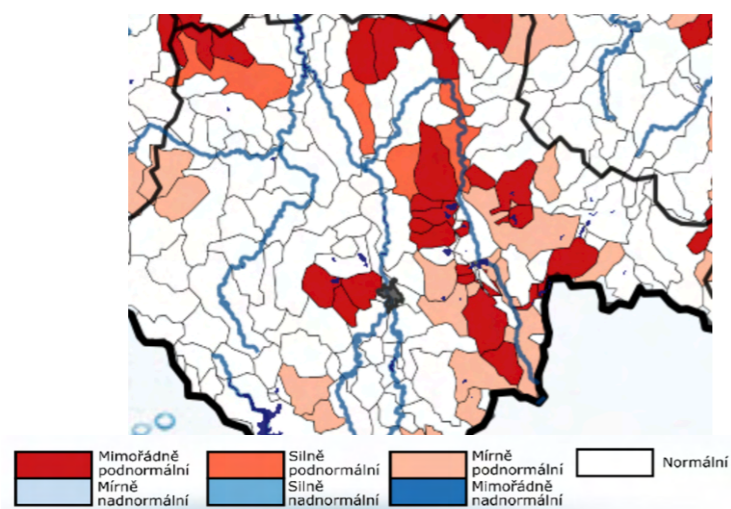 Mimořádně
podnormální
Silně
podnormální
Mírně
podnormální
Normální
Mírně
nadnormální
Silně
nadnormální
Mimořádně
nadnormální